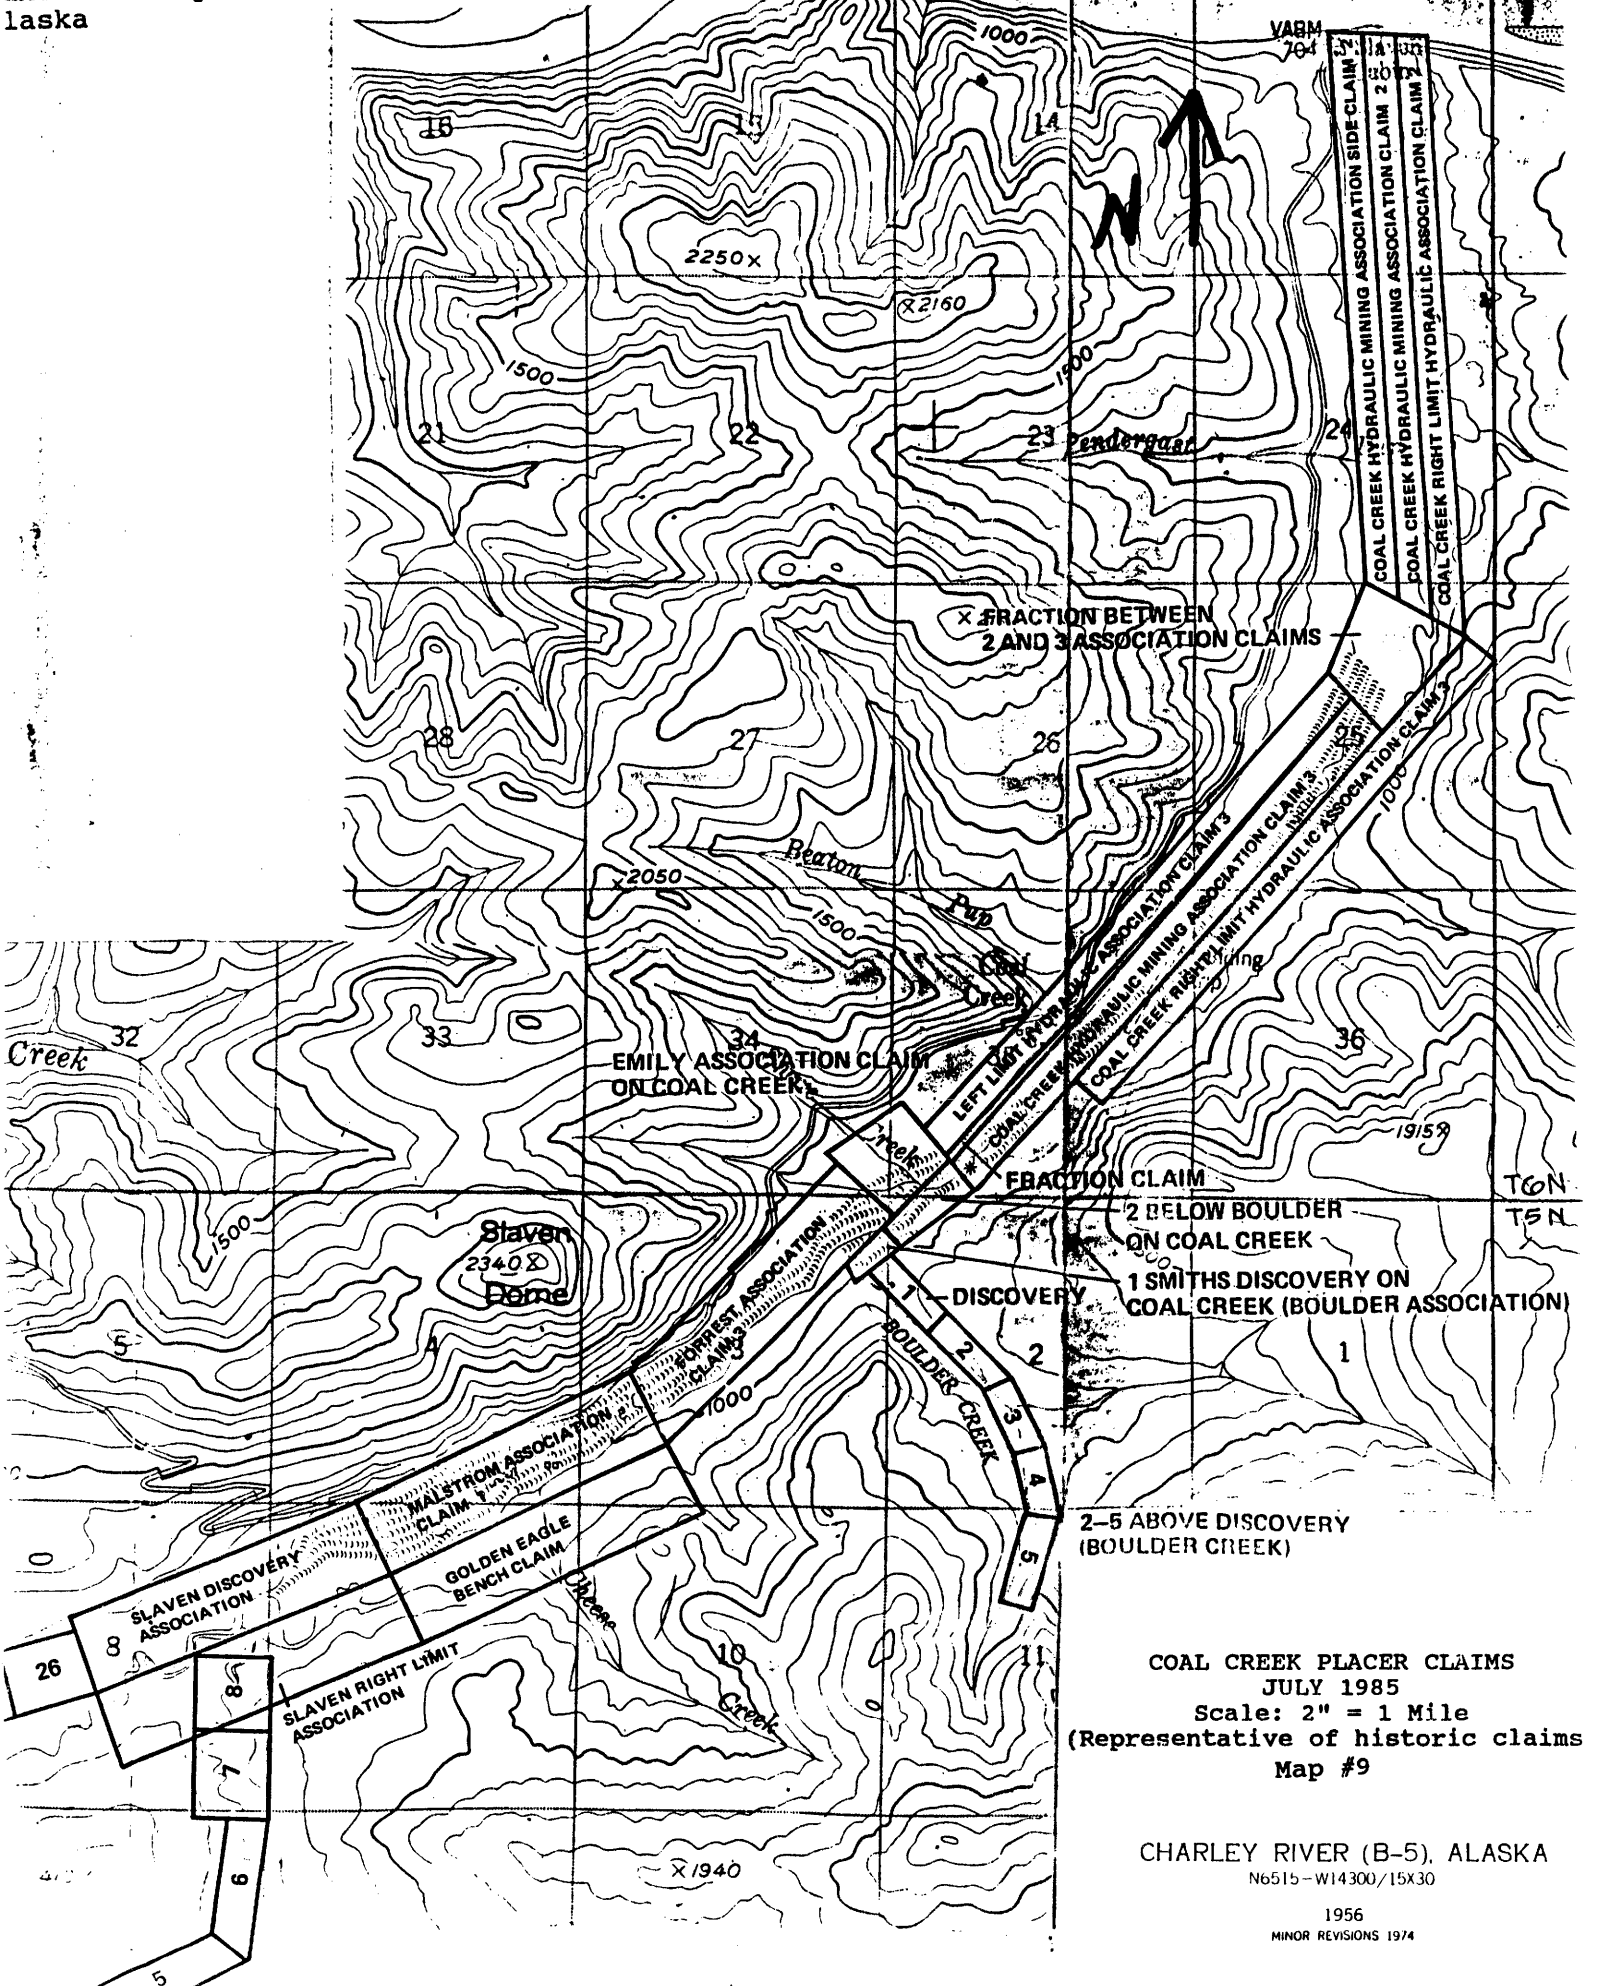 laska
1000
VABM
704
16
15
14
N
COAL CREEK HYDRAULIC MINING ASSOCIATION SIDE CLAIM
COAL CREEK HYDRAULIC MINING ASSOCIATION CLAIM 2
COAL CREEK RIGHT LIMIT HYDRAULIC ASSOCIATION CLAIM 2
2250
2160
1500
1500
21
22
23
Pendergast
24
FRACTION BETWEEN
2 AND 3 ASSOCIATION CLAIMS
28
27
26
25
1000
Beaton
Pup
2050
1500
Coal
Creek
LEFT LIMIT HYDRAULIC ASSOCIATION CLAIM 3
COAL CREEK HYDRAULIC MINING ASSOCIATION CLAIM 3
COAL CREEK RIGHT LIMIT HYDRAULIC ASSOCIATION CLAIM 3
Creek
32
33
34
36
EMILY ASSOCIATION CLAIM
ON COAL CREEK
Creek
1915
FRACTION CLAIM
T6N
T5N
2 BELOW BOULDER
ON COAL CREEK
1500
Slaven
2340
Dome
1 SMITHS DISCOVERY ON
COAL CREEK (BOULDER ASSOCIATION)
DISCOVERY
FORREST ASSOCIATION
CLAIM 3
1
2
3
4
5
BOULDER CREEK
5
4
3
2
1
1000
MALSTROM ASSOCIATION
CLAIM
GOLDEN EAGLE
BENCH CLAIM
2-5 ABOVE DISCOVERY
(BOULDER CREEK)
SLAVEN DISCOVERY
ASSOCIATION
8
26
SLAVEN RIGHT LIMIT
ASSOCIATION
Cheese
Creek
10
11
8
7
6
5
1940
COAL CREEK PLACER CLAIMS
JULY 1985
Scale: 2" = 1 Mile
(Representative of historic claims
Map #9
CHARLEY RIVER (B-5), ALASKA
N6515-W14300/15X30
1956
MINOR REVISIONS 1974